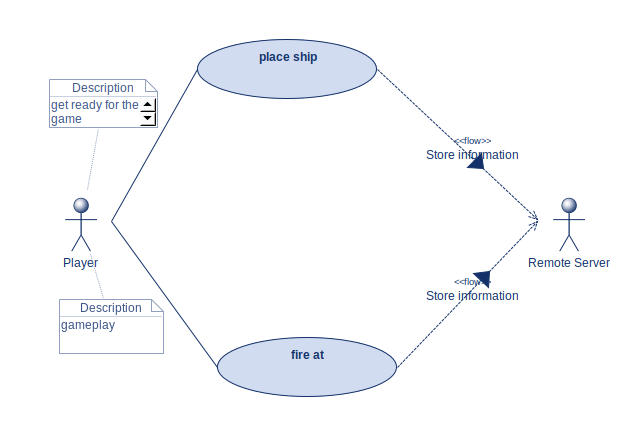 place ship
Description
get ready for the
game
<<flow>>
Store information
Player
Remote Server
<<flow>>
Store information
Description
gameplay
fire at